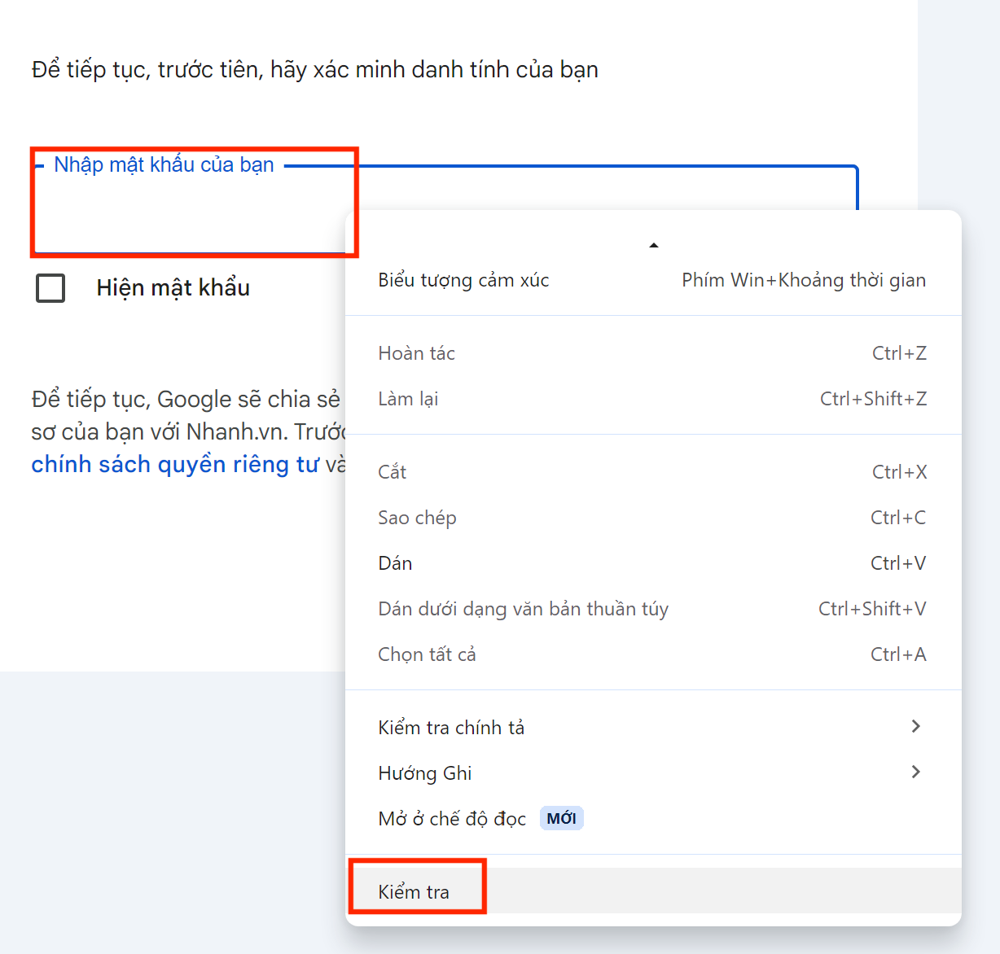 Để tiếp tục, trước tiên, hãy xác minh danh tính của bạn
Nhập mật khẩu của bạn
Hiện mật khẩu
Để tiếp tục, Google sẽ chia sẻ
sơ của bạn với Nhanh.vn. Trước
chính sách quyền riêng tư và
Biểu tượng cảm xúc Phím Win+Khoảng thời gian
Hoàn tác Ctrl+Z
Làm lại Ctrl+Shift+Z
Cắt Ctrl+X
Sao chép Ctrl+C
Dán Ctrl+V
Dán dưới dạng văn bản thuần túy Ctrl+Shift+V
Chọn tất cả Ctrl+A
Kiểm tra chính tả
Hướng Ghi
Mở ở chế độ đọc MỚI
Kiểm tra